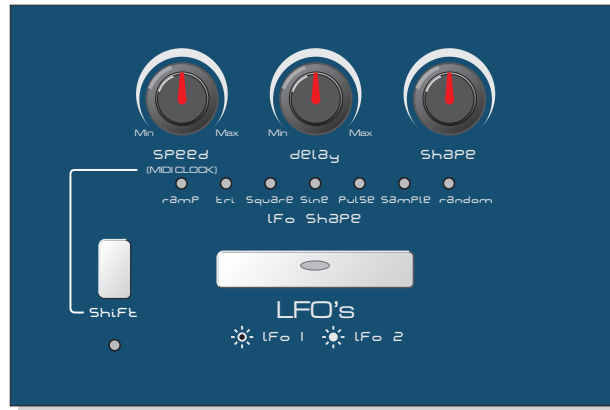 Min Max Min Max
speed delay Shape
(MIDI CLOCK)
ramp tri Square Sine Pulse Sample random
lfo Shape
Shift
LFO's
lfo 1 lfo 2